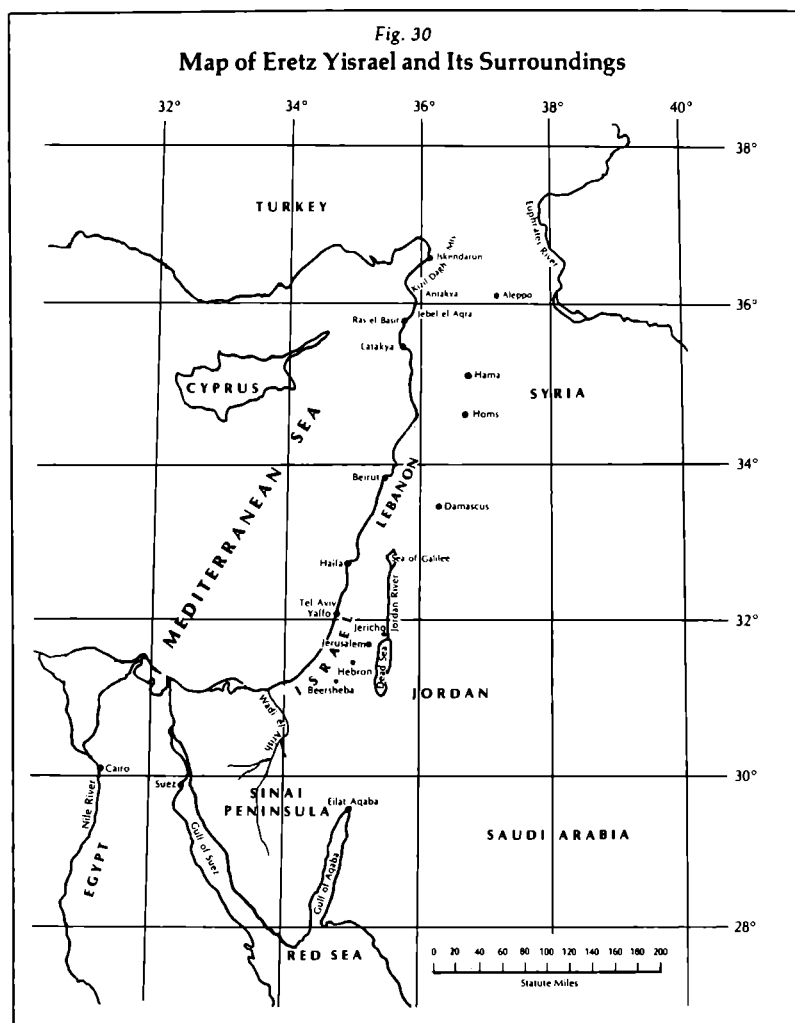 Fig. 30
Map of Eretz Yisrael and Its Surroundings
32°
34°
36°
38°
40°
38°
TURKEY
Euphrates River
Kizil Dagh Mts
Iskendarun
Antakva
Aleppo
36°
Ras el Basir
Jebel el Aqra
Latakya
CYPRUS
Hama
SYRIA
Homs
MEDITERRANEAN SEA
34°
Beirut
LEBANON
Damascus
Haifa
Sea of Galilee
Tel Aviv
Yaffo
Jordan River
32°
Jericho
Jerusalem
ISRAEL
Dead Sea
Hebron
Beersheba
JORDAN
Wadi el
Arish
Cairo
30°
Suez
SINAI
PENINSULA
Eilat Aqaba
Nile River
EGYPT
Gulf of Suez
Gulf of Aqaba
SAUDI ARABIA
28°
RED SEA
0 20 40 60 80 100 120 140 160 180 200
Statute Miles